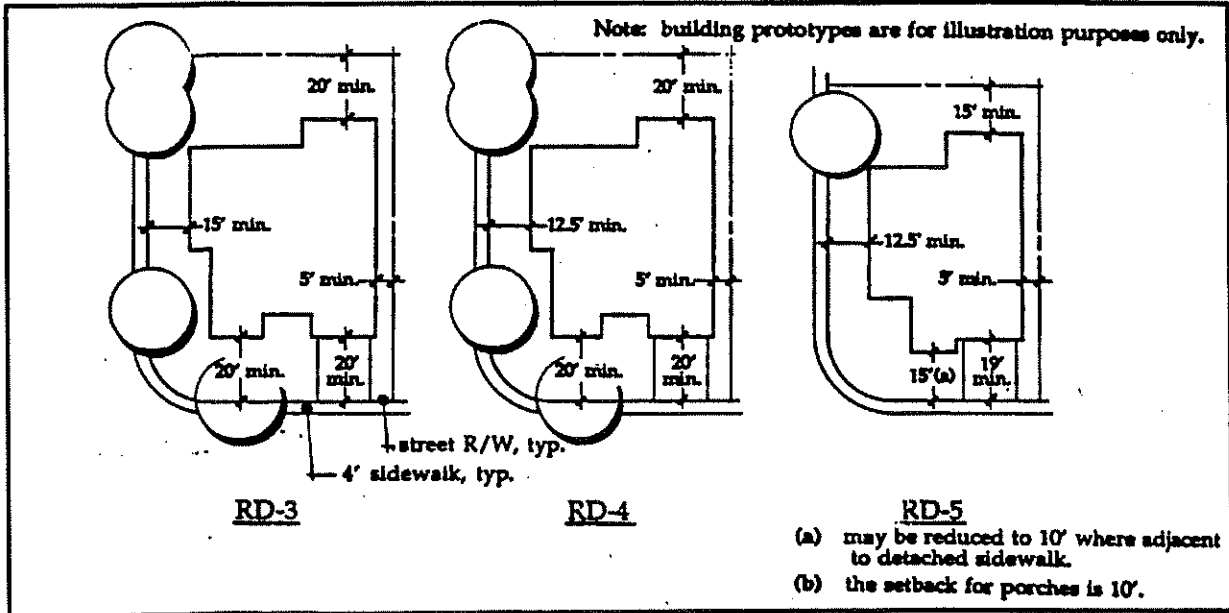 Note: building prototypes are for illustration purposes only.
20' min.
15' min.
5' min.
20' min.
20' min.
street R/W, typ.
4' sidewalk, typ.
RD-3
20' min.
12.5' min.
5' min.
20' min.
20' min.
RD-4
15' min.
12.5' min.
5' min.
15'(a)
19' min.
RD-5
(a) may be reduced to 10' where adjacent
to detached sidewalk.
(b) the setback for porches is 10'.